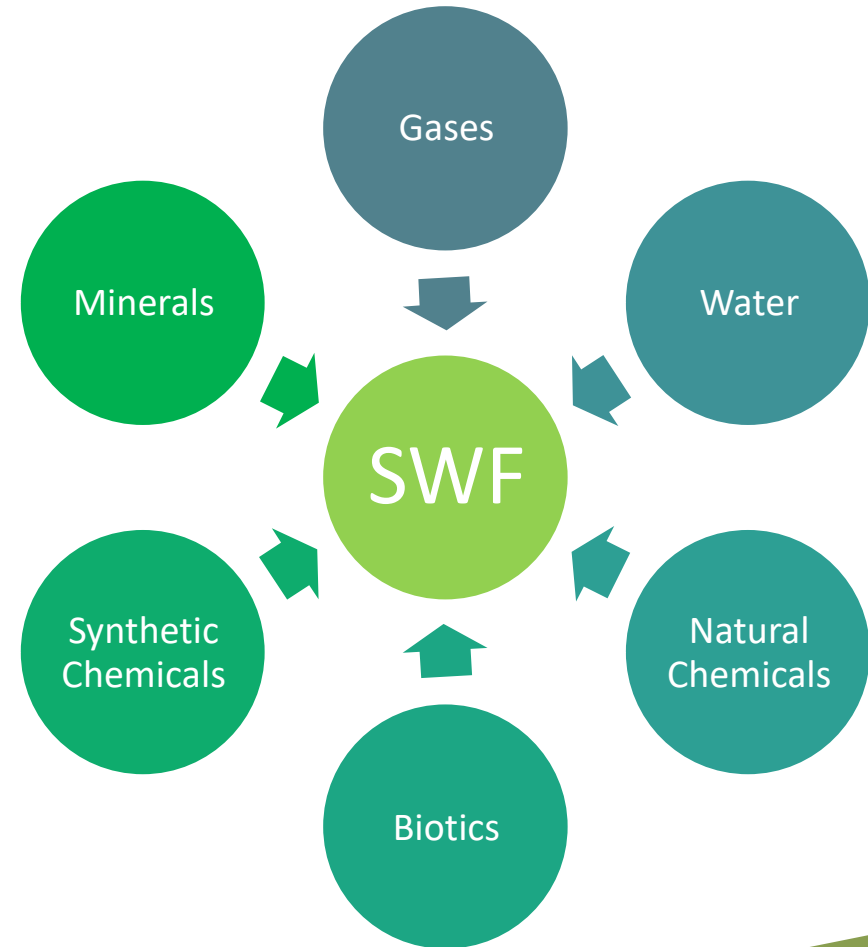 Gases
Minerals
Water
SWF
Synthetic
Chemicals
Natural
Chemicals
Biotics